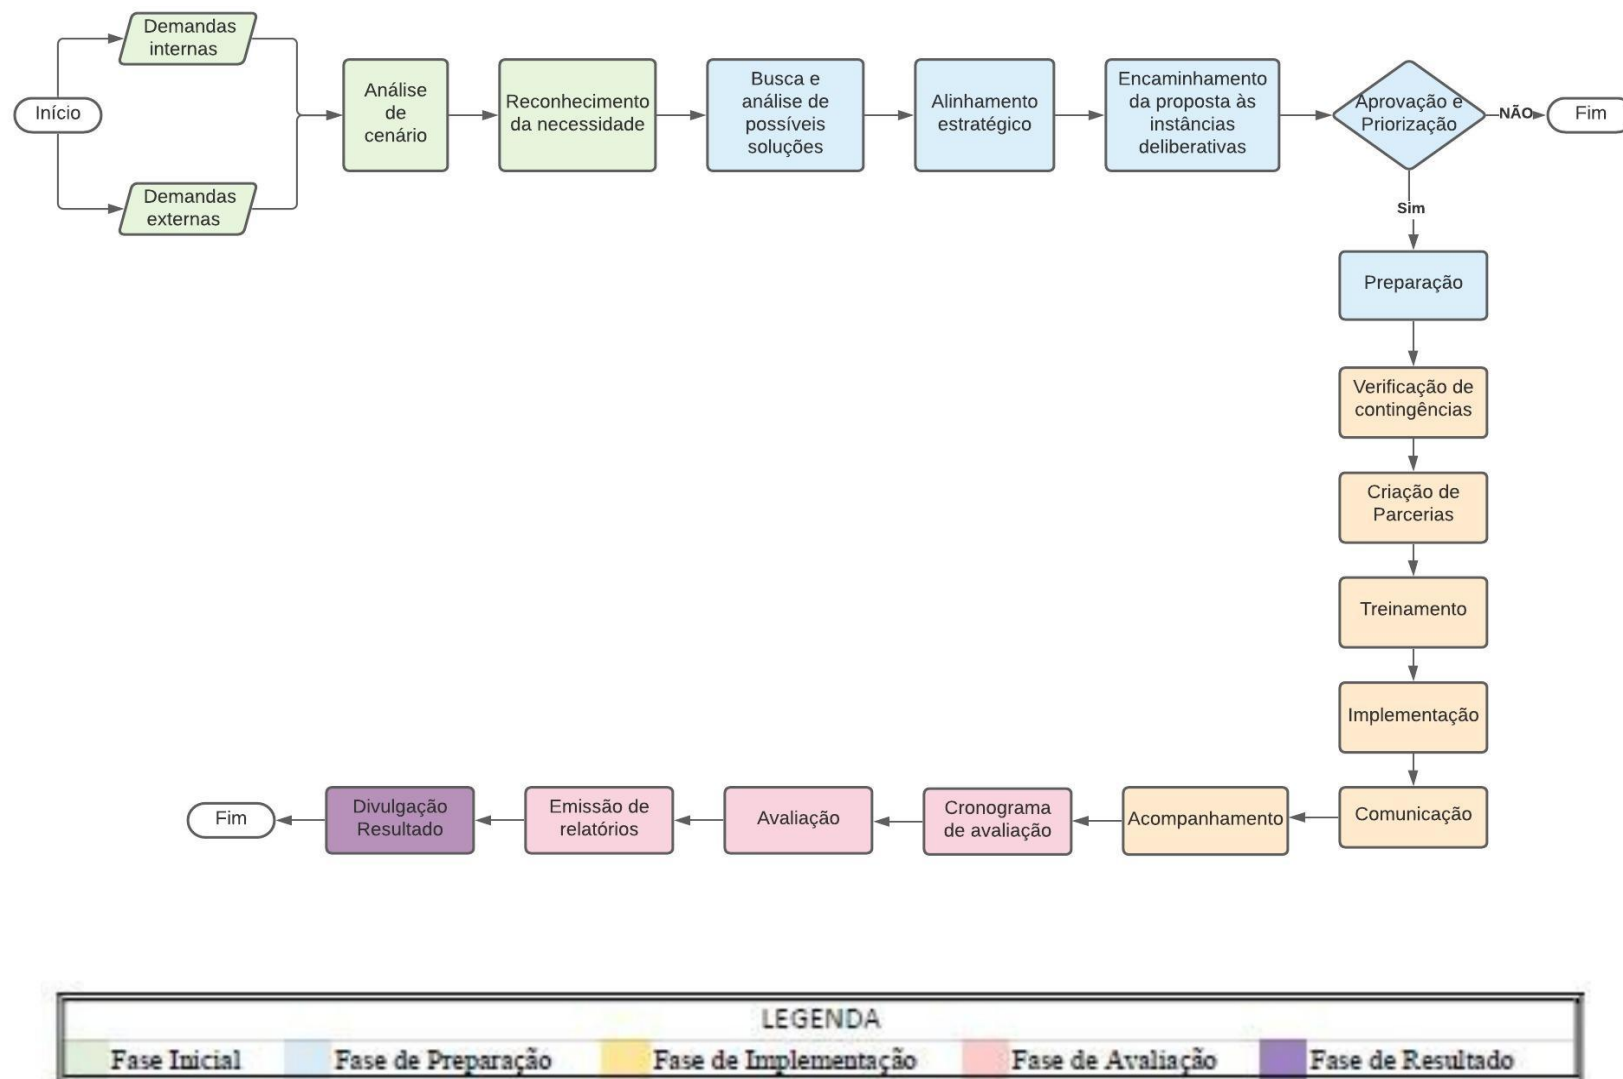 Início
Demandas
internas
Demandas
externas
Análise
de
cenário
Reconhecimento
da necessidade
Busca e
análise de
possíveis
soluções
Alinhamento
estratégico
Encaminhamento
da proposta às
instâncias
deliberativas
Aprovação e
Priorização
NÃO
Fim
Sim
Preparação
Verificação de
contingências
Criação de
Parcerias
Treinamento
Implementação
Comunicação
Acompanhamento
Cronograma
de avaliação
Avaliação
Emissão de
relatórios
Divulgação
Resultado
Fim
LEGENDA
Fase Inicial
Fase de Preparação
Fase de Implementação
Fase de Avaliação
Fase de Resultado